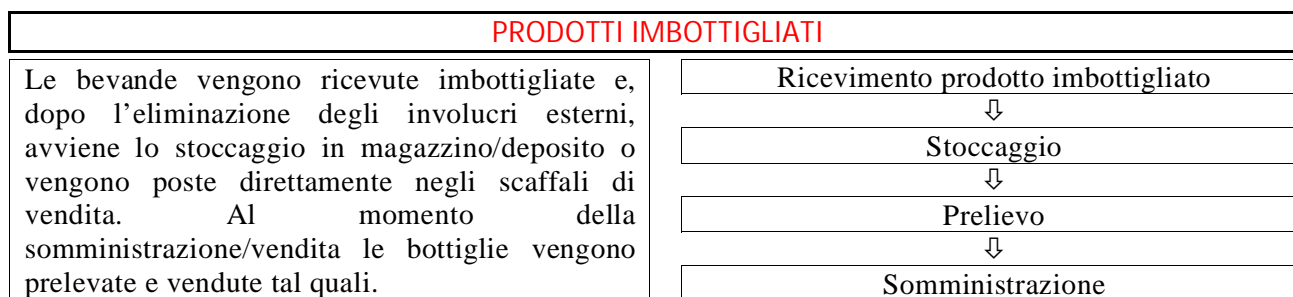 PRODOTTI IMBOTTIGLIATI
Le bevande vengono ricevute imbottigliate e,
dopo l'eliminazione degli involucri esterni,
avviene lo stoccaggio in magazzino/deposito o
vengono poste direttamente negli scaffali di
vendita. Al momento della
somministrazione/vendita le bottiglie vengono
prelevate e vendute tal quali.
Ricevimento prodotto imbottigliato
⇩
Stoccaggio
⇩
Prelievo
⇩
Somministrazione